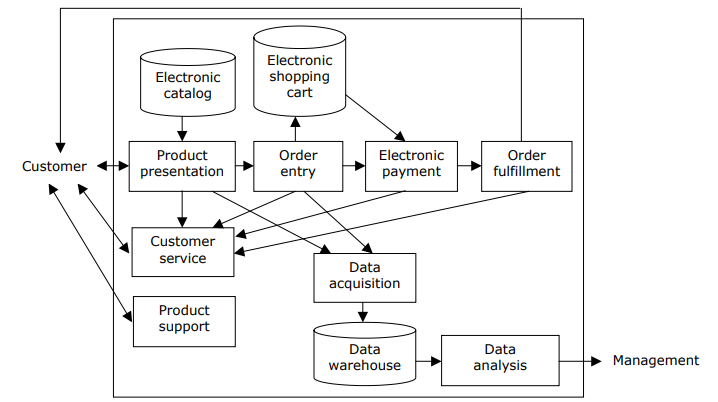 Electronic
catalog
Electronic
shopping
cart
Customer
Product
presentation
Order
entry
Electronic
payment
Order
fulfillment
Customer
service
Data
acquisition
Product
support
Data
warehouse
Data
analysis
Management